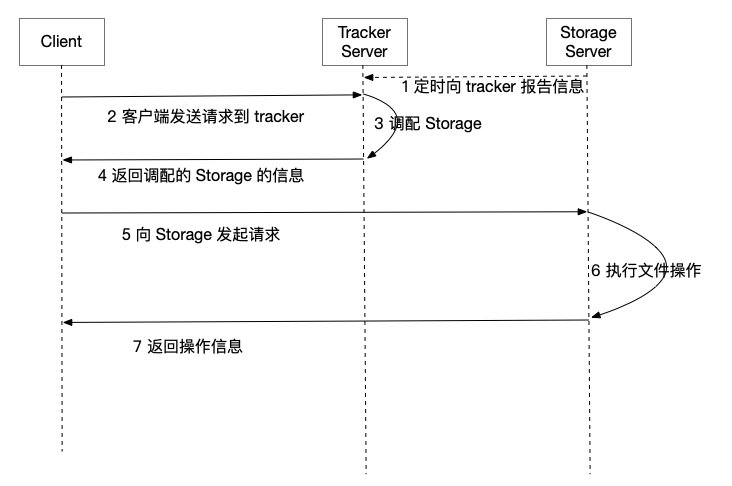 Client
Tracker
Server
Storage
Server
1 定时向 tracker 报告信息
2 客户端发送请求到 tracker
3 调配 Storage
4 返回调配的 Storage 的信息
5 向 Storage 发起请求
6 执行文件操作
7 返回操作信息